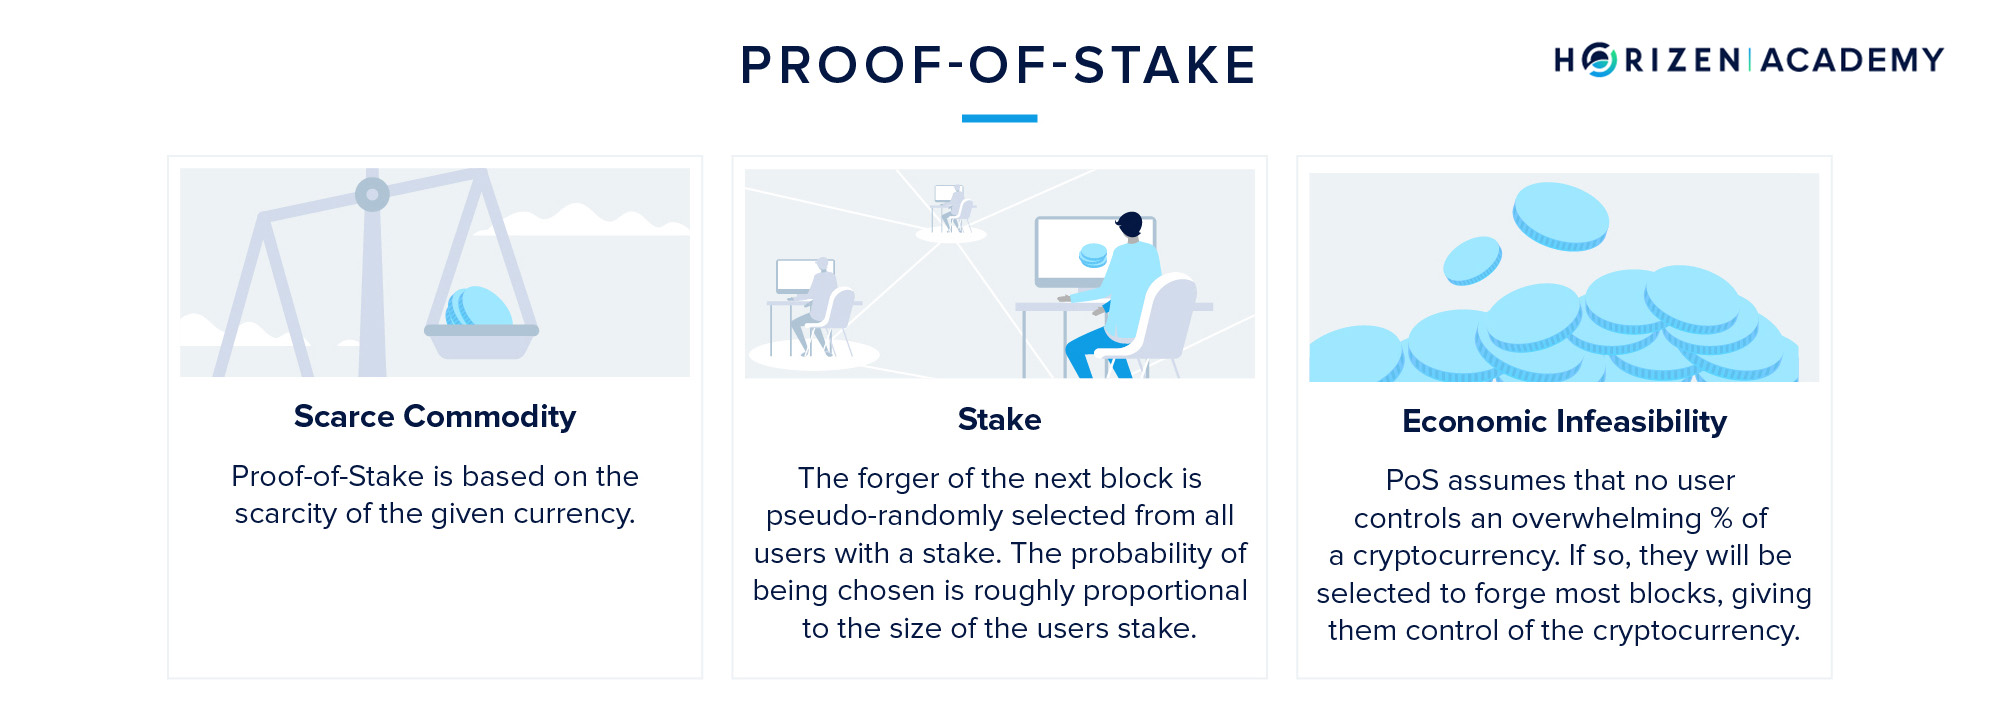 PROOF-OF-STAKE
HORIZEN ACADEMY
Scarce Commodity
Proof-of-Stake is based on the
scarcity of the given currency.
Stake
The forger of the next block is
pseudo-randomly selected from all
users with a stake. The probability of
being chosen is roughly proportional
to the size of the users stake.
Economic Infeasibility
PoS assumes that no user
controls an overwhelming % of
a cryptocurrency. If so, they will be
selected to forge most blocks, giving
them control of the cryptocurrency.